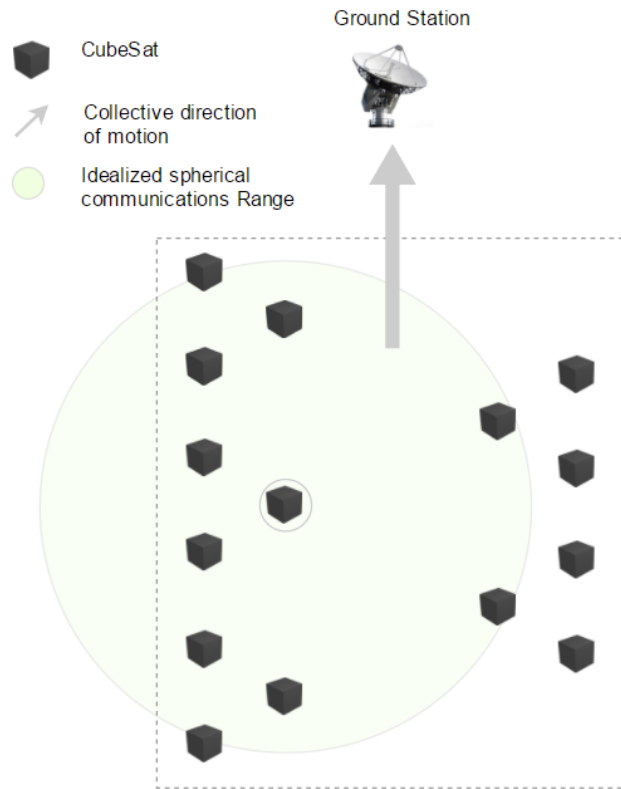 Ground Station
CubeSat
Collective direction
of motion
Idealized spherical
communications Range